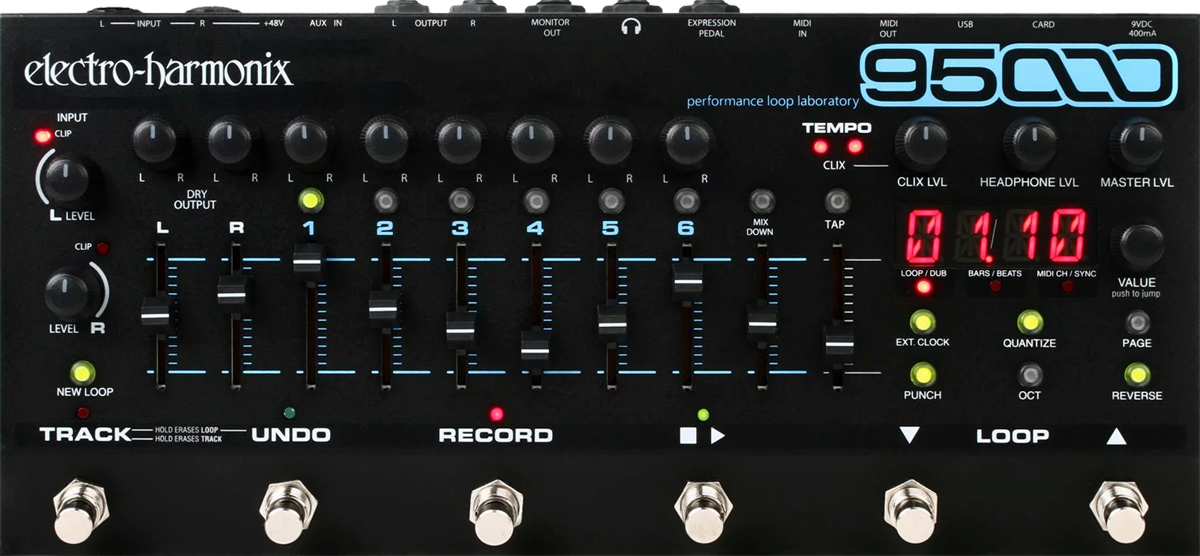 L INPUT R +48V AUX IN L OUTPUT R MONITOR OUT EXPRESSION PEDAL MIDI IN MIDI OUT USB CARD 9VDC 400mA
electro-harmonix
95000
performance loop laboratory
INPUT
CLIP
TEMPO
CLIX
L R L R L R L R L R L R L R L R
CLIX LVL HEADPHONE LVL MASTER LVL
DRY OUTPUT
L LEVEL
L R 1 2 3 4 5 6 MIX DOWN TAP
0 1.10
CLIP
LOOP / DUB BARS / BEATS MIDI CH / SYNC
VALUE
push to jump
LEVEL R
EXT. CLOCK QUANTIZE PAGE
NEW LOOP
PUNCH OCT REVERSE
TRACK HOLD ERASES LOOP UNDO RECORD LOOP
HOLD ERASES TRACK